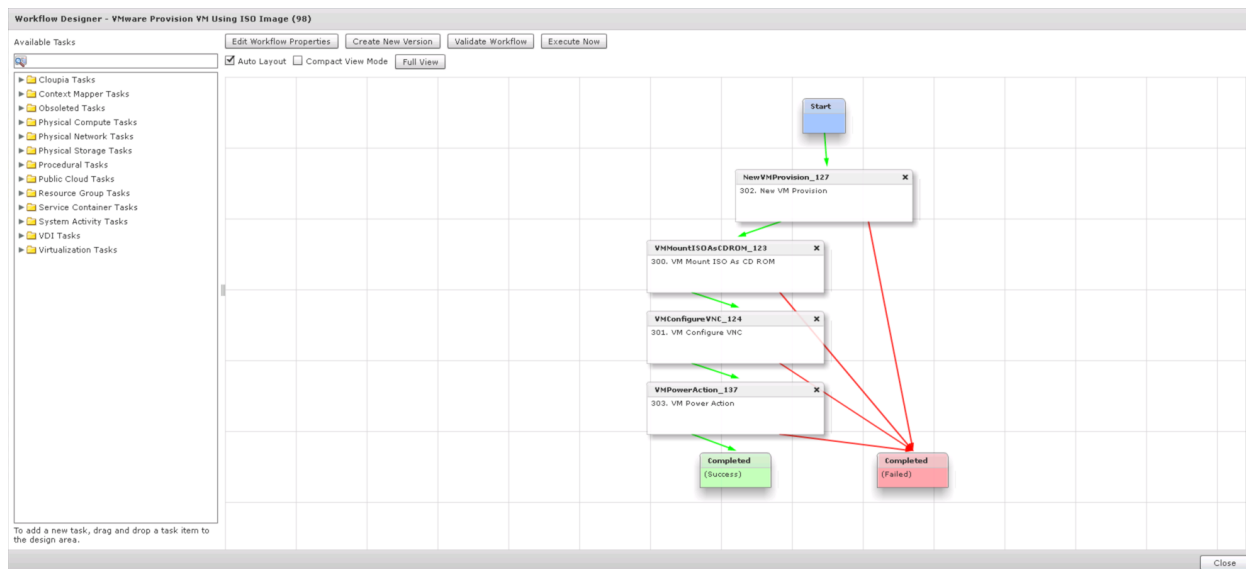 Workflow Designer - VMware Provision VM Using ISO Image (98)
Available Tasks
Edit Workflow Properties
Create New Version
Validate Workflow
Execute Now
Auto Layout
Compact View Mode
Full View
Cloupia Tasks
Context Mapper Tasks
Obsoleted Tasks
Physical Compute Tasks
Physical Network Tasks
Physical Storage Tasks
Procedural Tasks
Public Cloud Tasks
Resource Group Tasks
Service Container Tasks
System Activity Tasks
VDI Tasks
Virtualization Tasks
To add a new task, drag and drop a task item to
the design area.
Start
NewVMProvision_127
302. New VM Provision
VMMountISOAsCDROM_123
300. VM Mount ISO As CD ROM
VMConfigureVNC_124
301. VM Configure VNC
VMPowerAction_137
303. VM Power Action
Completed
(Success)
Completed
(Failed)
Close